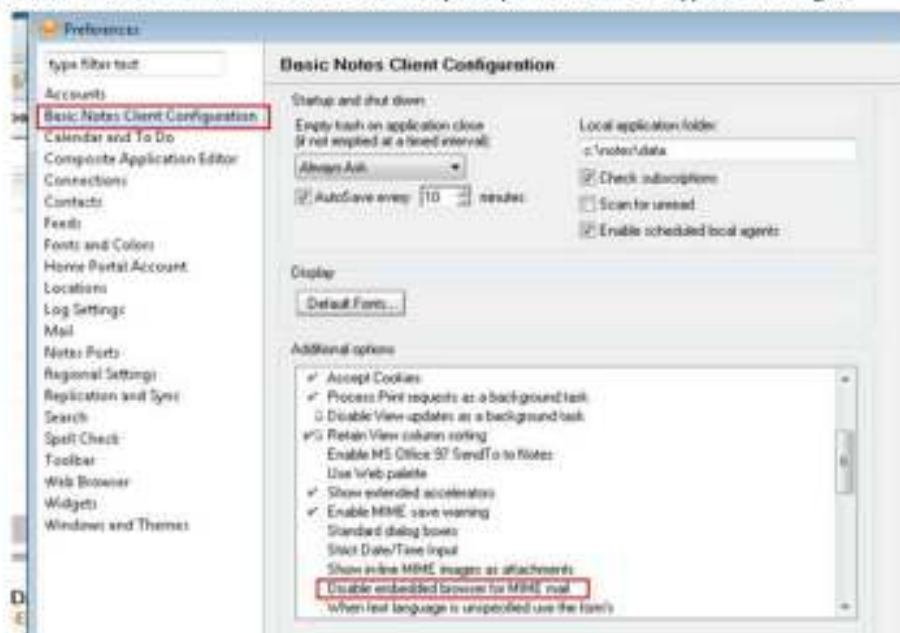 Preferences
type filter text
Accounts
Basic Notes Client Configuration
Calendar and To Do
Composite Application Editor
Connections
Contacts
Feeds
Fonts and Colors
Home Portal Account
Locations
Log Settings
Mail
Notes Ports
Regional Settings
Replication and Sync
Search
Spell Check
Toolbar
Web Browser
Widgets
Windows and Themes
Basic Notes Client Configuration
Startup and shut down
Empty trash on application close
(if not emptied at a timed interval):
Always Ask
AutoSave every 10 minutes
Local application folder:
c:\notes\data
Check subscriptions
Scan for unread
Enable scheduled local agents
Display
Default Fonts...
Additional options
Accept Cookies
Process Print requests as a background task
Disable View updates as a background task
Retain View column sorting
Enable MS Office 97 SendTo to Notes
Use Web palette
Show extended accelerators
Enable MIME save warning
Standard dialog boxes
Strict Date/Time Input
Show in-line MIME images as attachments
Disable embedded browser for MIME mail
When text language is unspecified use the form's